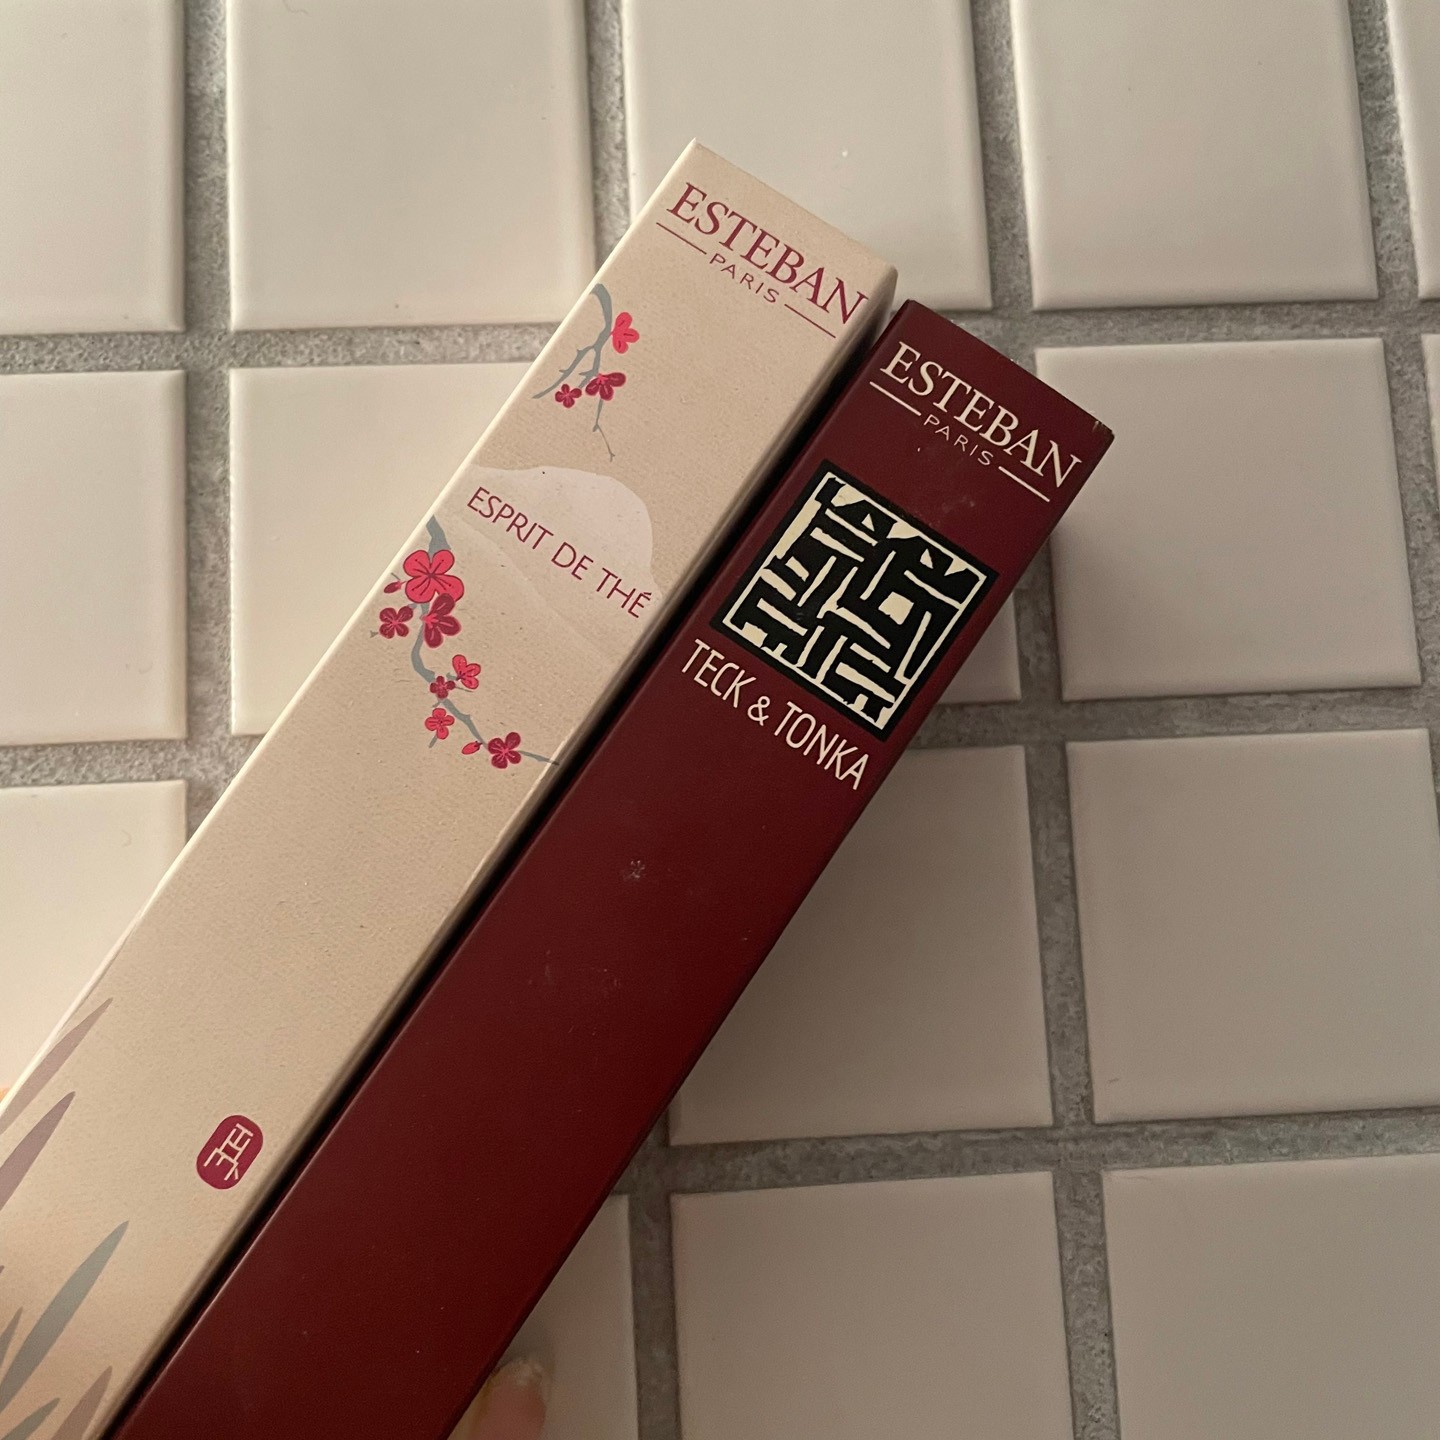 ESTEBAN
PARIS
ESPRIT DE THÉ
ESTEBAN
PARIS
TECK & TONKA